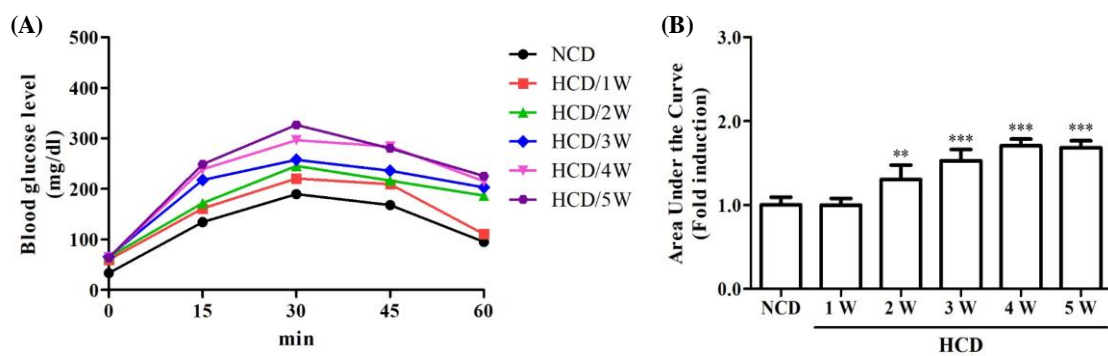 (A)
Blood glucose level
(mg/dl)
500
400
300
200
100
0
0 15 30 45 60
min
NCD
HCD/1W
HCD/2W
HCD/3W
HCD/4W
HCD/5W
(B)
Area Under the Curve
(Fold induction)
3.0
2.0
1.0
0.0
** *** *** ***
NCD 1 W 2 W 3 W 4 W 5 W
HCD